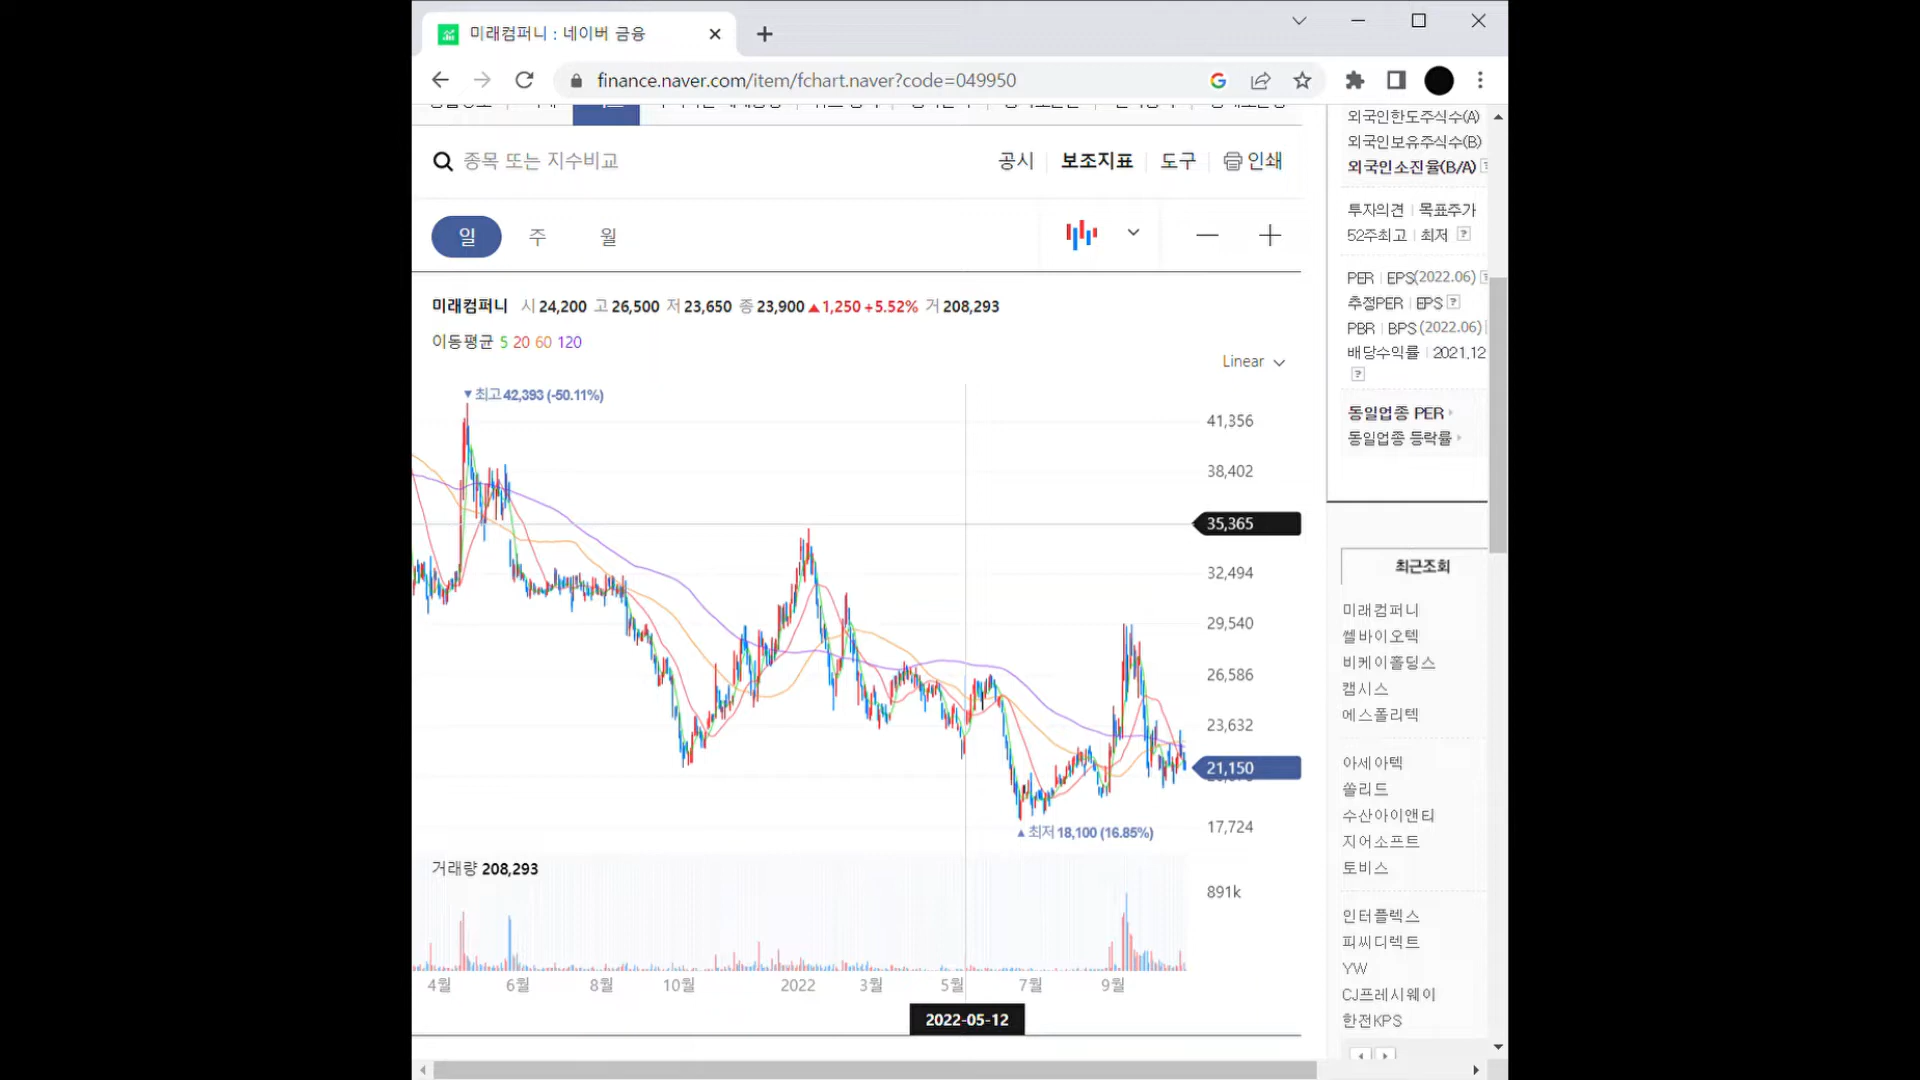 미래컴퍼니 : 네이버 금융
finance.naver.com/item/fchart.naver?code=049950
종목 또는 지수비교
공시
보조지표
도구
인쇄
일
주
월
미래컴퍼니 시 24,200 고 26,500 저 23,650 종 23,900 ▲1,250 +5.52% 거 208,293
이동평균 5 20 60 120
Linear
▼최고 42,393 (-50.11%)
41,356
38,402
35,365
32,494
29,540
26,586
23,632
21,150
17,724
▲최저 18,100 (16.85%)
거래량 208,293
891k
4월
6월
8월
10월
2022
3월
5월
7월
9월
2022-05-12
외국인한도주식수(A)
외국인보유주식수(B)
외국인소진율(B/A) ?
투자의견 | 목표주가
52주최고 | 최저 ?
PER | EPS(2022.06)
추정PER | EPS ?
PBR | BPS (2022.06)
배당수익률 | 2021.12
?
동일업종 PER
동일업종 등락률
최근조회
미래컴퍼니
쎌바이오텍
비케이홀딩스
캠시스
에스폴리텍
아세아텍
쏠리드
수산아이앤티
지어소프트
토비스
인터플렉스
피씨디렉트
YW
CJ프레시웨이
한전KPS